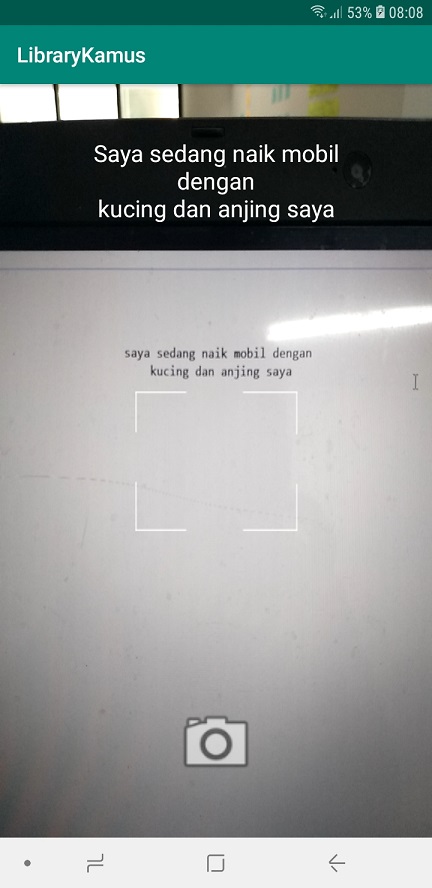 53% 08:08
LibraryKamus
Saya sedang naik mobil
dengan
kucing dan anjing saya
saya sedang naik mobil dengan
kucing dan anjing saya